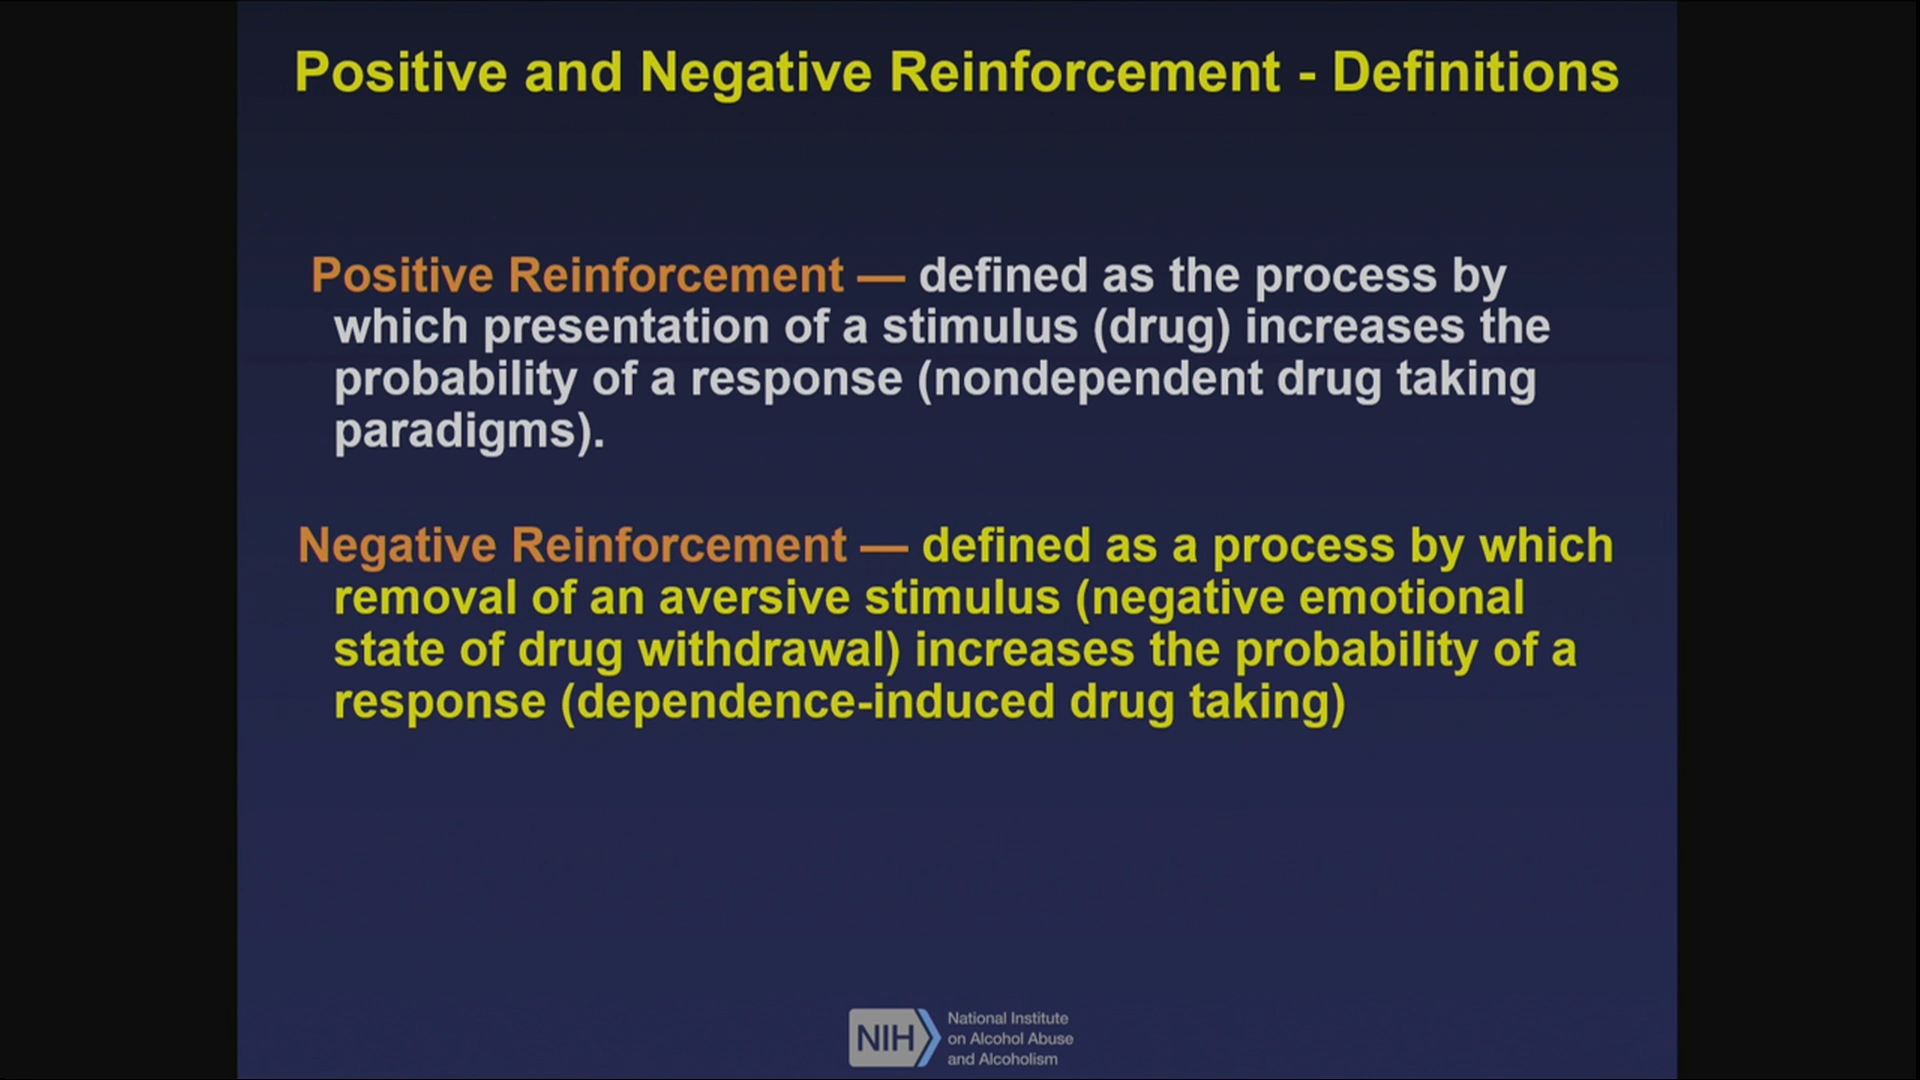 Positive and Negative Reinforcement - Definitions
Positive Reinforcement — defined as the process by
which presentation of a stimulus (drug) increases the
probability of a response (nondependent drug taking
paradigms).
Negative Reinforcement — defined as a process by which
removal of an aversive stimulus (negative emotional
state of drug withdrawal) increases the probability of a
response (dependence-induced drug taking)
NIH
National Institute
on Alcohol Abuse
and Alcoholism